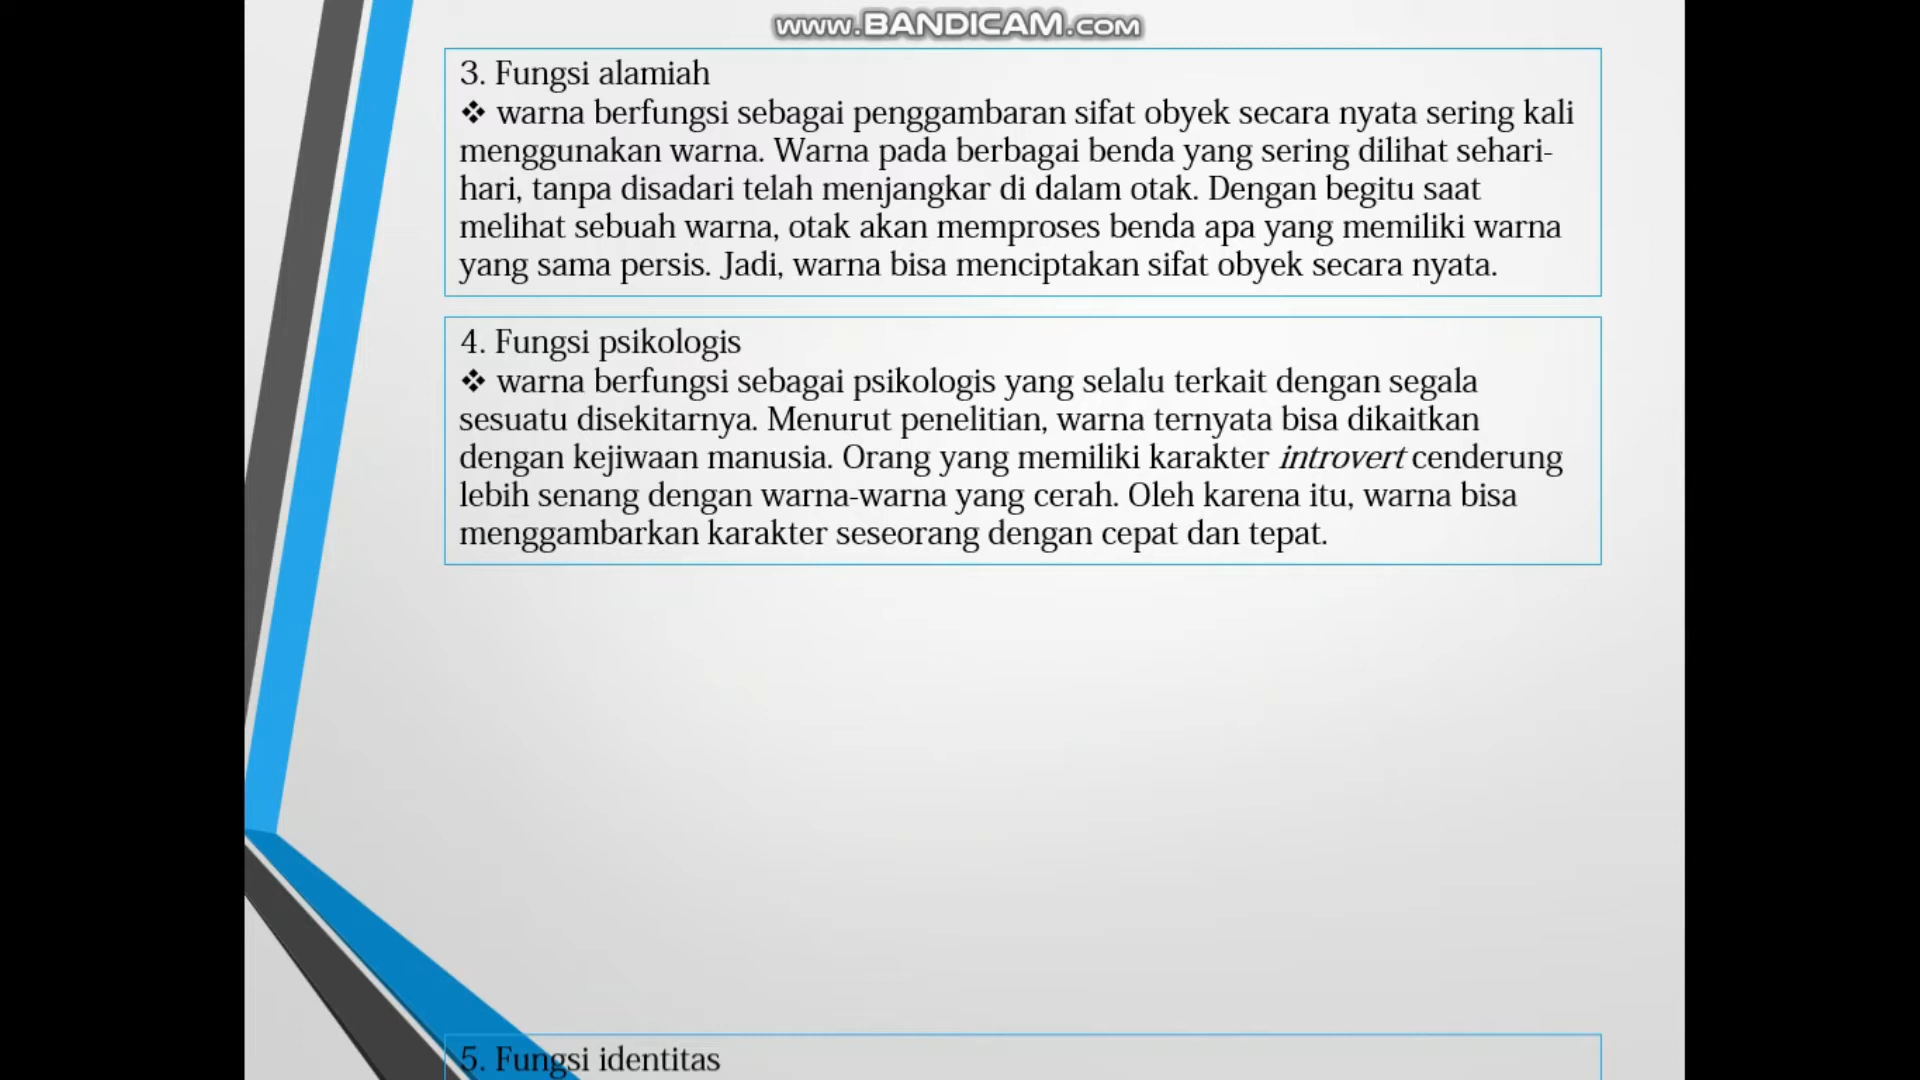 www.BANDICAM.com
3. Fungsi alamiah
❖ warna berfungsi sebagai penggambaran sifat obyek secara nyata sering kali
menggunakan warna. Warna pada berbagai benda yang sering dilihat sehari-
hari, tanpa disadari telah menjangkar di dalam otak. Dengan begitu saat
melihat sebuah warna, otak akan memproses benda apa yang memiliki warna
yang sama persis. Jadi, warna bisa menciptakan sifat obyek secara nyata.
4. Fungsi psikologis
❖ warna berfungsi sebagai psikologis yang selalu terkait dengan segala
sesuatu disekitarnya. Menurut penelitian, warna ternyata bisa dikaitkan
dengan kejiwaan manusia. Orang yang memiliki karakter introvert cenderung
lebih senang dengan warna-warna yang cerah. Oleh karena itu, warna bisa
menggambarkan karakter seseorang dengan cepat dan tepat.
5. Fungsi identitas